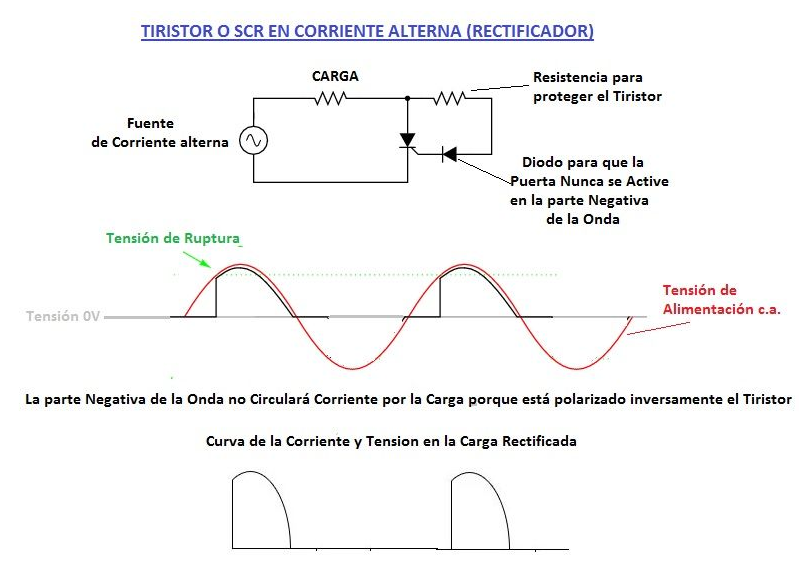 TIRISTOR O SCR EN CORRIENTE ALTERNA (RECTIFICADOR)
CARGA
Resistencia para
proteger el Tiristor
Fuente
de Corriente alterna
Diodo para que la
Puerta Nunca se Active
en la parte Negativa
de la Onda
Tensión de Ruptura
Tensión de
Alimentación c.a.
Tensión 0V
La parte Negativa de la Onda no Circulará Corriente por la Carga porque está polarizado inversamente el Tiristor
Curva de la Corriente y Tension en la Carga Rectificada